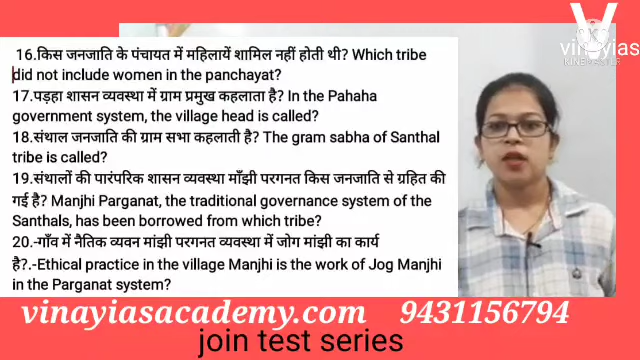 vinayias
KINEMASTER
16.किस जनजाति के पंचायत में महिलायें शामिल नहीं होती थी? Which tribe
did not include women in the panchayat?
17.पड़हा शासन व्यवस्था में ग्राम प्रमुख कहलाता है? In the Pahaha
government system, the village head is called?
18.संथाल जनजाति की ग्राम सभा कहलाती है? The gram sabha of Santhal
tribe is called?
19.संथालों की पारंपरिक शासन व्यवस्था माँझी परगनत किस जनजाति से ग्रहित की
गई है? Manjhi Parganat, the traditional governance system of the
Santhals, has been borrowed from which tribe?
20.-गाँव में नैतिक व्यवन मांझी परगनत व्यवस्था में जोग मांझी का कार्य
है?.-Ethical practice in the village Manjhi is the work of Jog Manjhi
in the Parganat system?
vinayiasacademy.com 9431156794
join test series